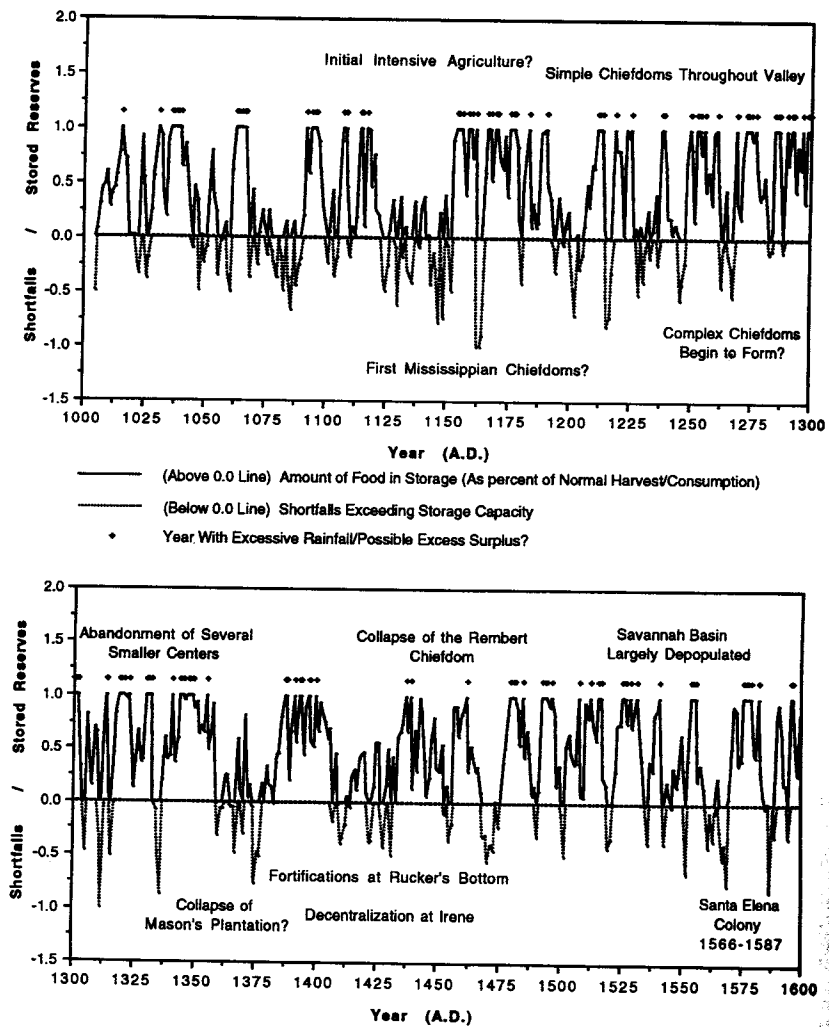 2.0
1.5
1.0
0.5
0.0
-0.5
-1.0
-1.5
Shortfalls / Stored Reserves
Initial Intensive Agriculture?
Simple Chiefdoms Throughout Valley
First Mississippian Chiefdoms?
Complex Chiefdoms
Begin to Form?
1000 1025 1050 1075 1100 1125 1150 1175 1200 1225 1250 1275 1300
Year (A.D.)
(Above 0.0 Line) Amount of Food in Storage (As percent of Normal Harvest/Consumption)
(Below 0.0 Line) Shortfalls Exceeding Storage Capacity
Year With Excessive Rainfall/Possible Excess Surplus?
2.0
1.5
1.0
0.5
0.0
-0.5
-1.0
-1.5
Shortfalls / Stored Reserves
Abandonment of Several
Smaller Centers
Collapse of the Rembert
Chiefdom
Savannah Basin
Largely Depopulated
Fortifications at Rucker's Bottom
Collapse of
Mason's Plantation?
Decentralization at Irene
Santa Elena
Colony
1566-1587
1300 1325 1350 1376 1400 1425 1450 1475 1500 1525 1550 1575 1600
Year (A.D.)